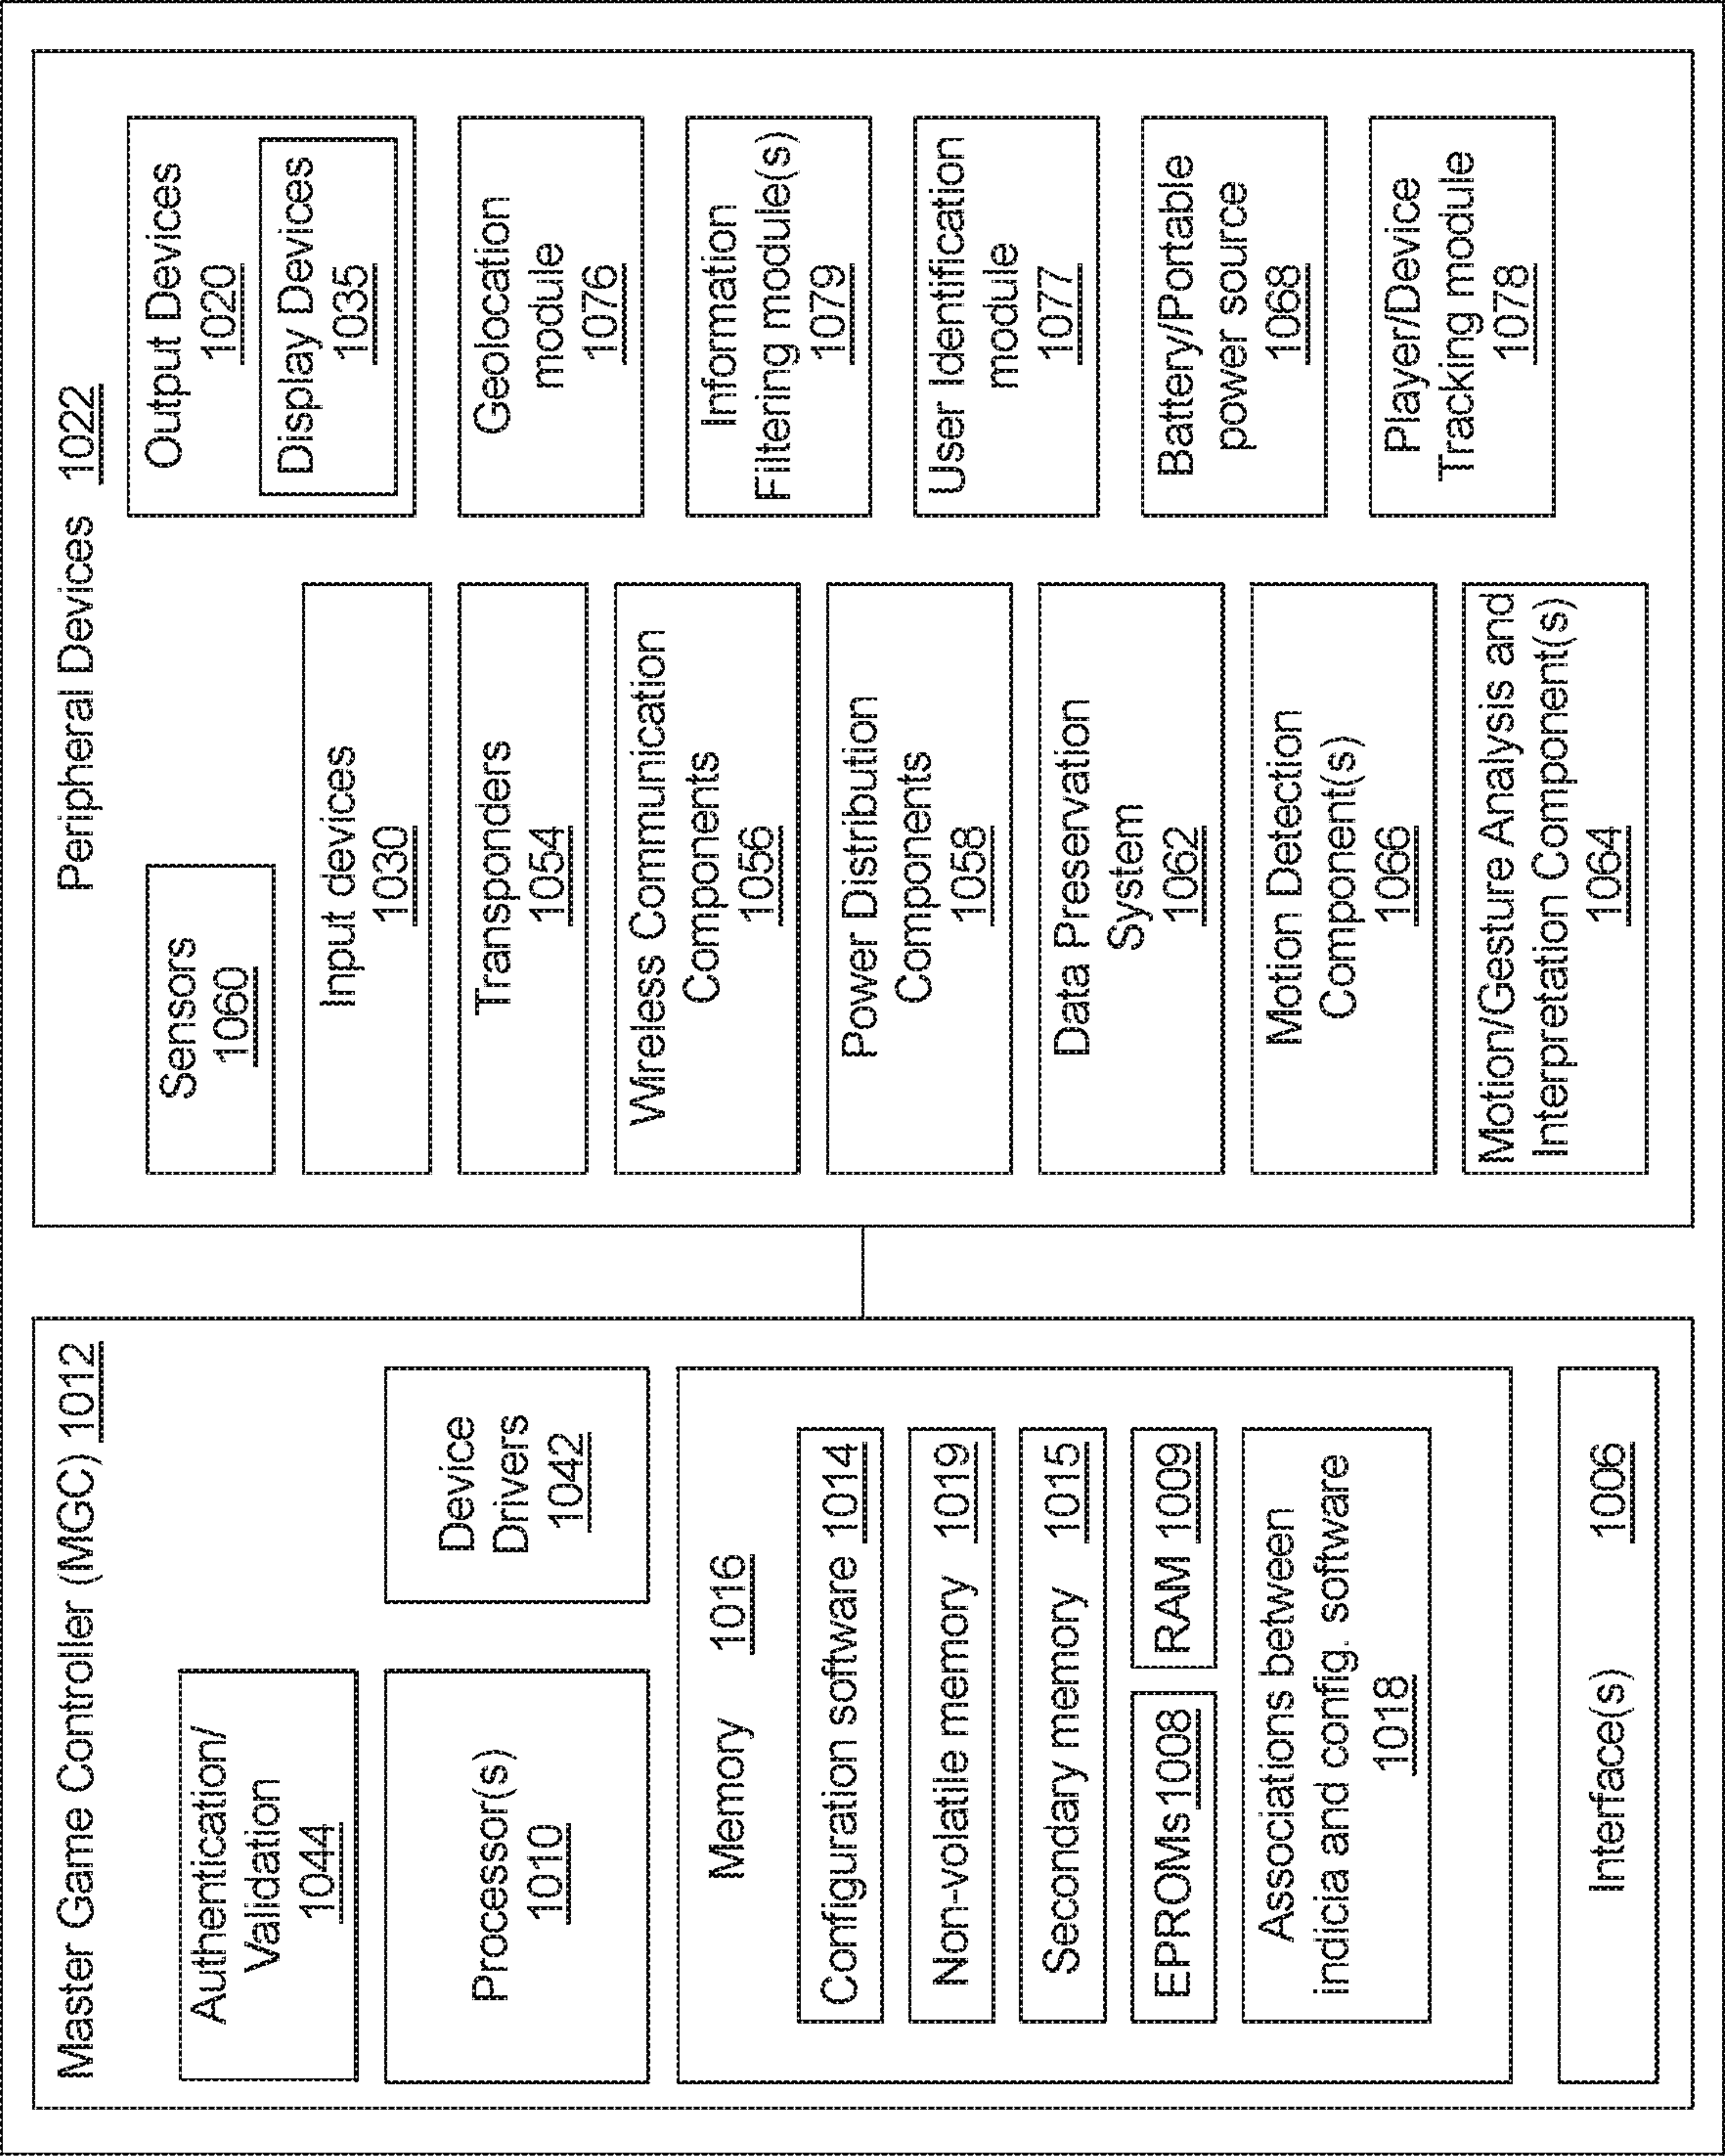 Master Game Controller (MGC) 1012
Authentication/
Validation
1044
Processor(s)
1010
Device
Drivers
1042
Memory 1016
Configuration software 1014
Non-volatile memory 1019
Secondary memory 1015
EPROMs 1008
RAM 1009
Associations between
indicia and config. software
1018
Interface(s) 1006
Peripheral Devices 1022
Sensors
1060
Input devices
1030
Transponders
1054
Wireless Communication
Components
1056
Power Distribution
Components
1058
Data Preservation
System
1062
Motion Detection
Component(s)
1066
Motion/Gesture Analysis and
Interpretation Component(s)
1064
Output Devices
1020
Display Devices
1035
Geolocation
module
1076
Information
Filtering module(s)
1079
User Identification
module
1077
Battery/Portable
power source
1068
Player/Device
Tracking module
1078